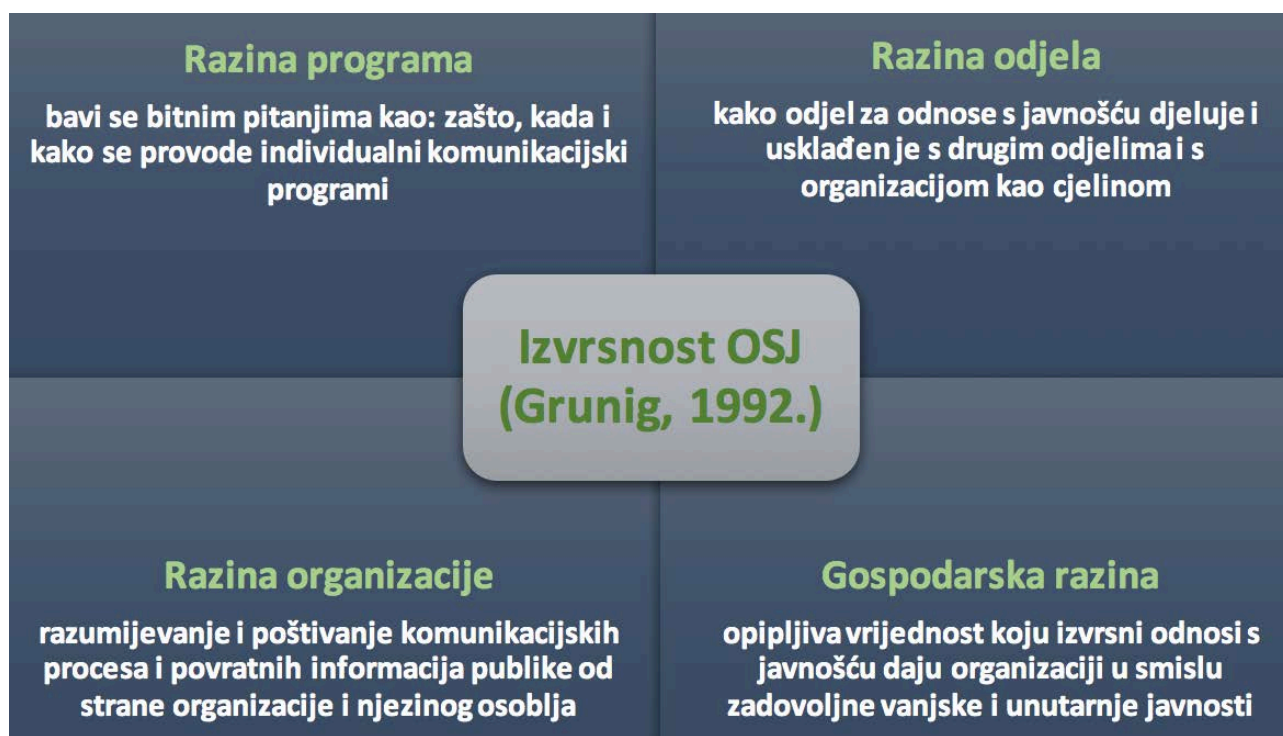 Razina programa
bavi se bitnim pitanjima kao: zašto, kada i
kako se provode individualni komunikacijski
programi
Razina odjela
kako odjel za odnose s javnošću djeluje i
usklađen je s drugim odjelima i s
organizacijom kao cjelinom
Izvrsnost OSJ
(Grunig, 1992.)
Razina organizacije
razumijevanje i poštivanje komunikacijskih
procesa i povratnih informacija publike od
strane organizacije i njezinog osoblja
Gospodarska razina
opipljiva vrijednost koju izvrsni odnosi s
javnošću daju organizaciji u smislu
zadovoljne vanjske i unutarnje javnosti